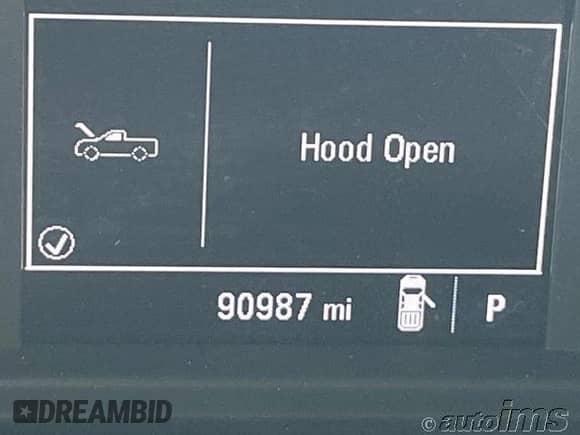 Hood Open
90987 mi
P
DREAMBID
© autoims